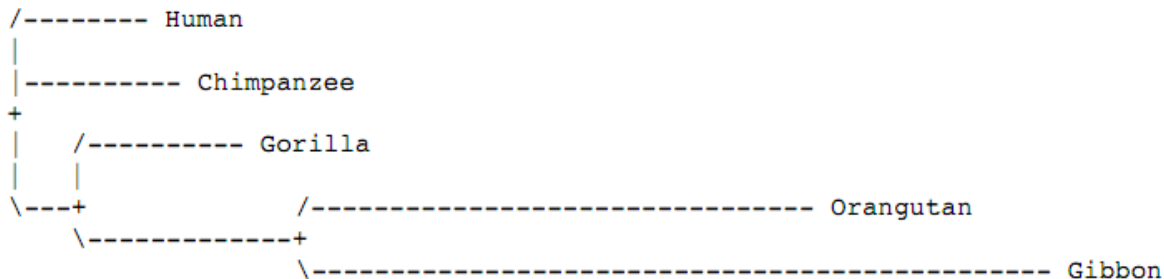 /-------- Human
|
|---------- Chimpanzee
+
|   /---------- Gorilla
|   |
\---+             /-------------------------------- Orangutan
    \-------------+
                  \----------------------------------------------- Gibbon